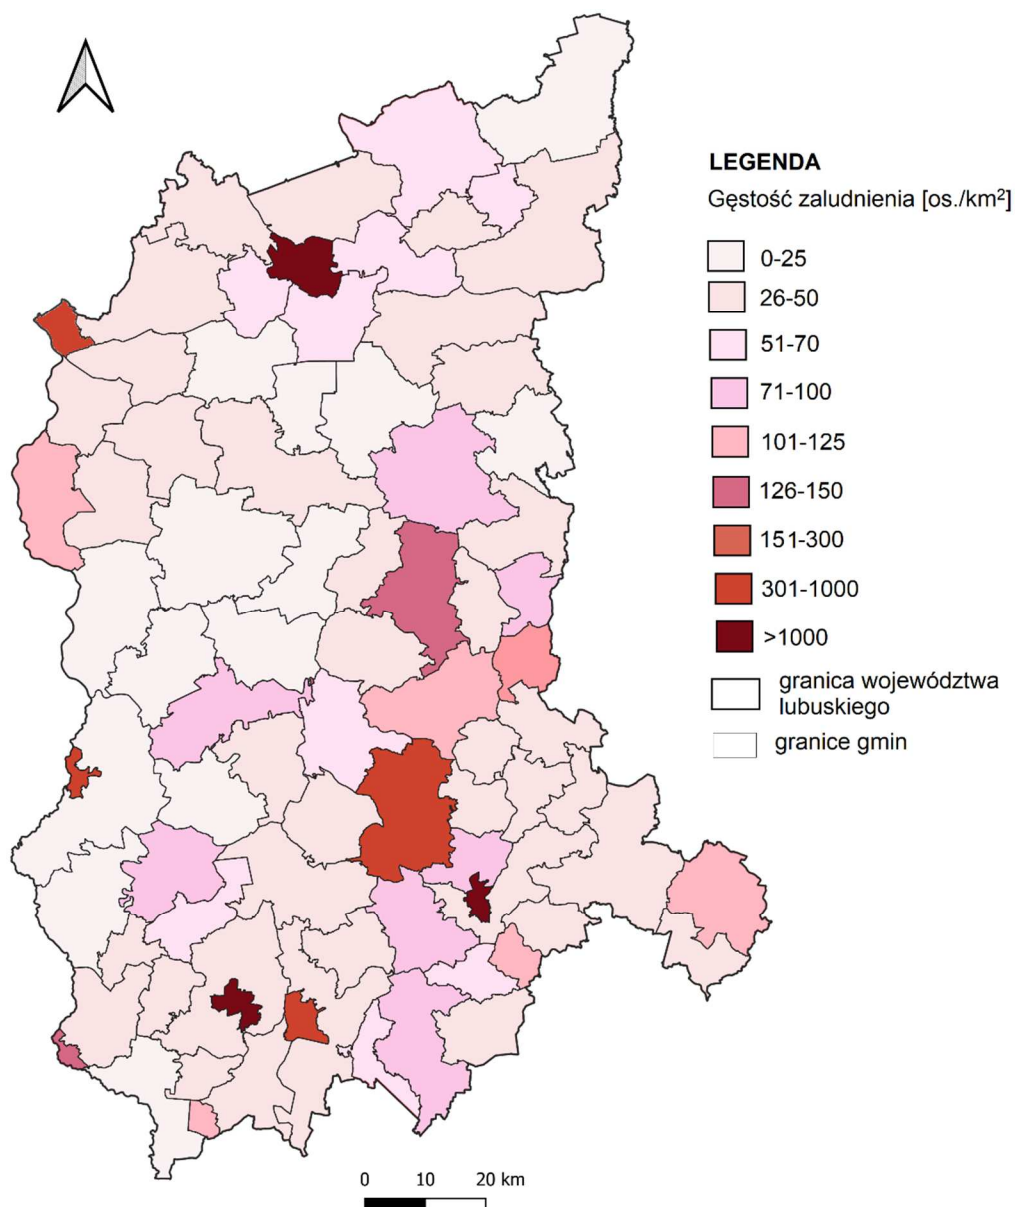 LEGENDA
Gęstość zaludnienia [os./km²]
0-25
26-50
51-70
71-100
101-125
126-150
151-300
301-1000
>1000
granica województwa
lubuskiego
granice gmin
0 10 20 km